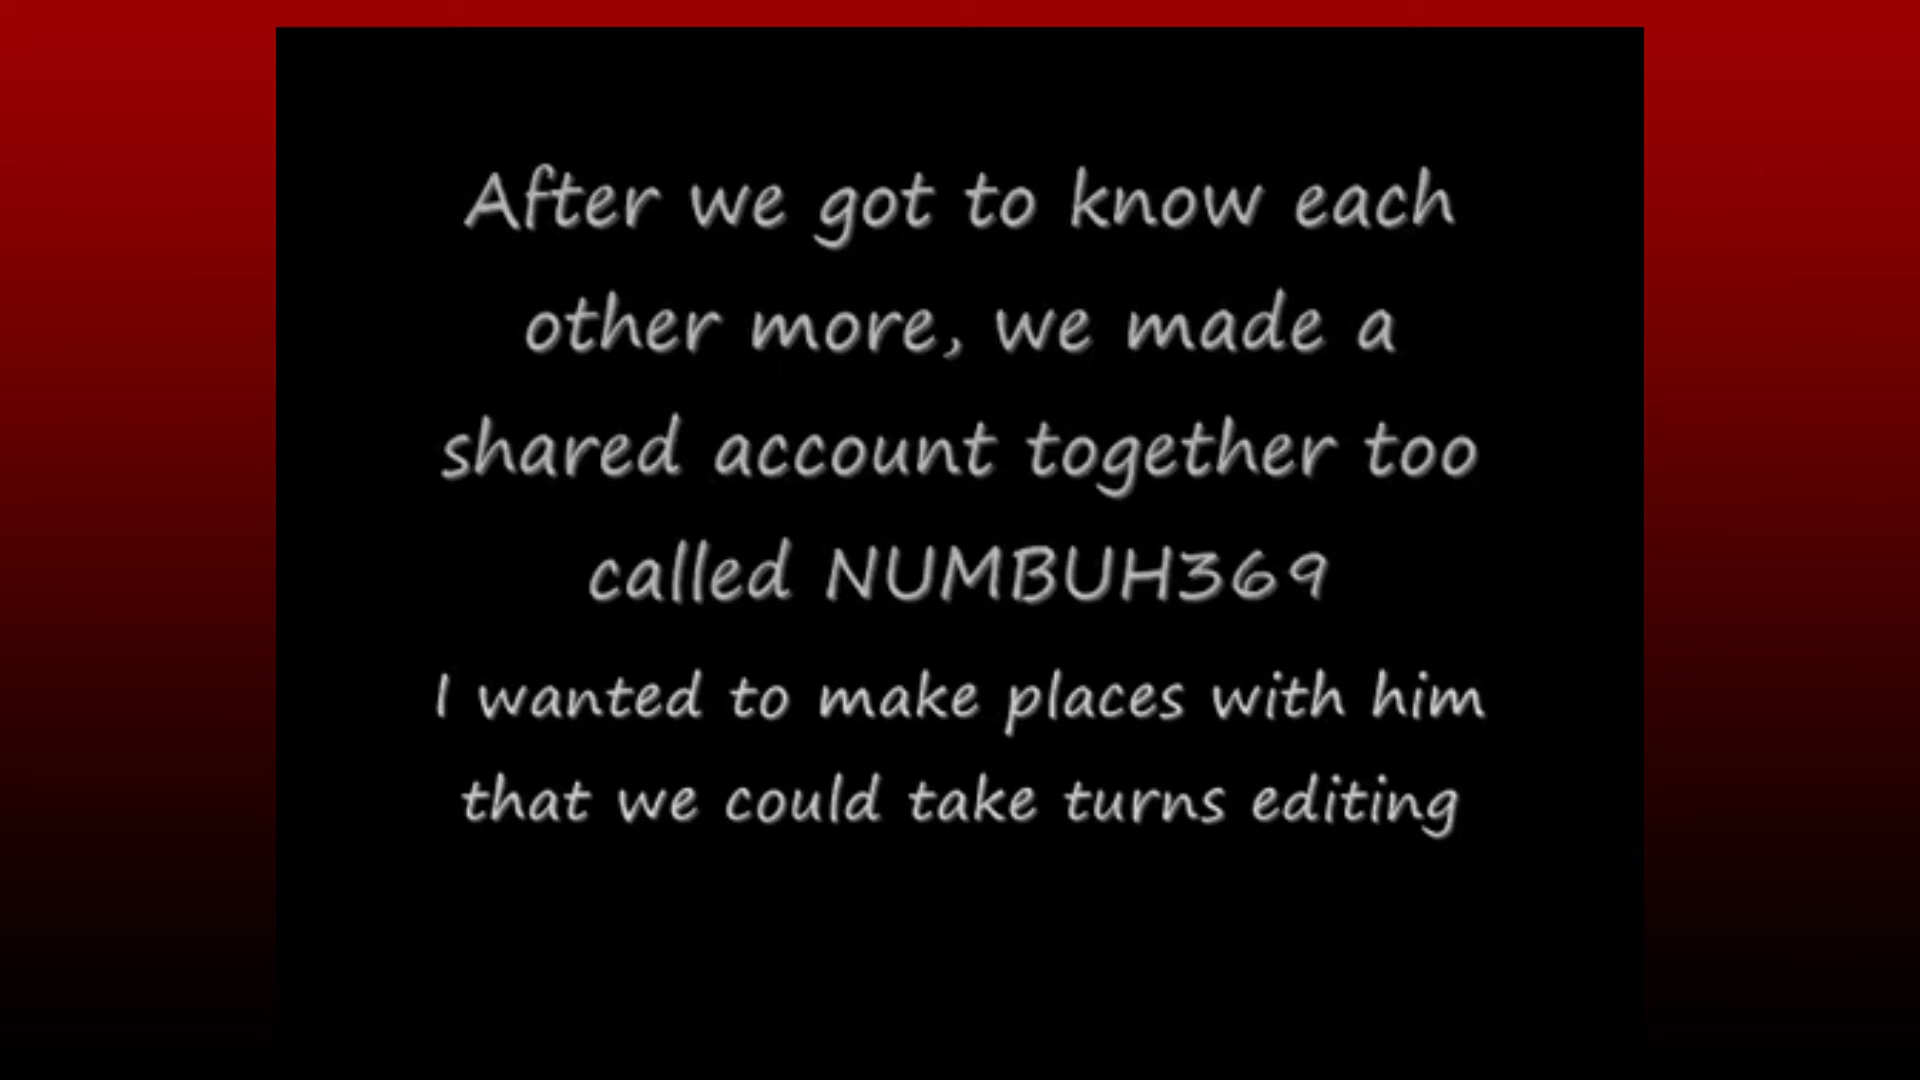 After we got to know each
other more, we made a
shared account together too
called NUMBUH369
I wanted to make places with him
that we could take turns editing